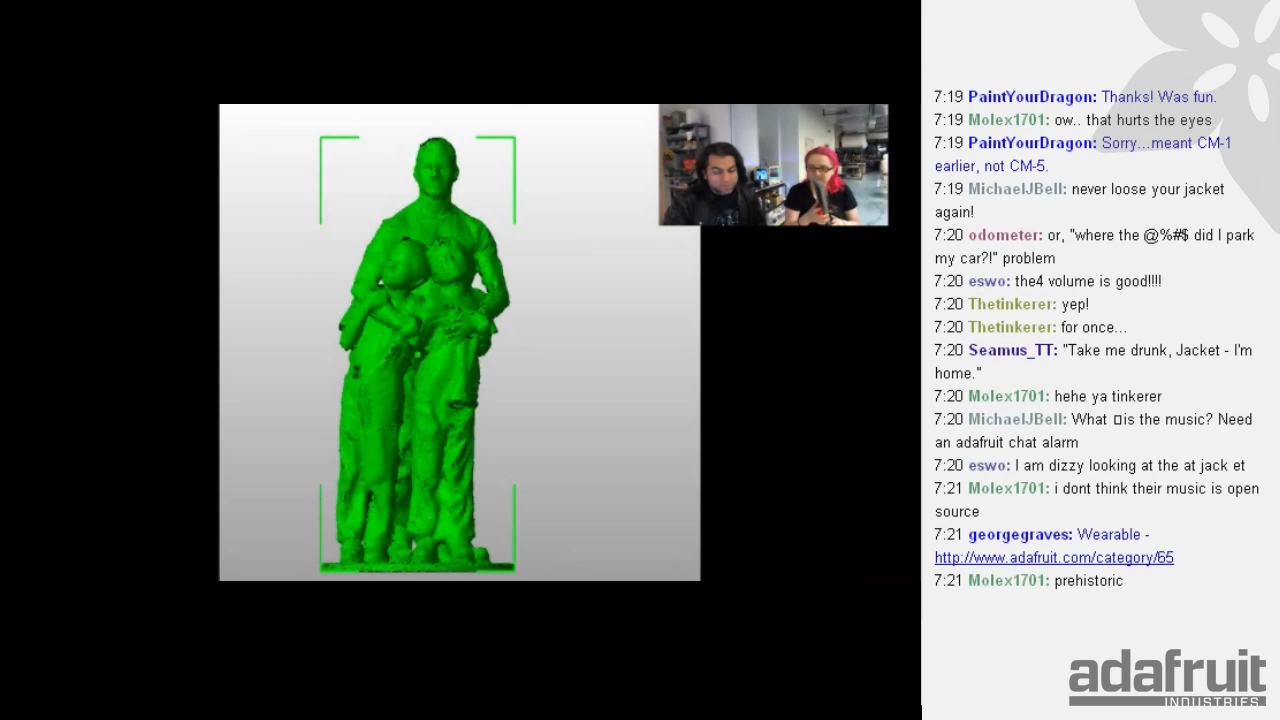 7:19 PaintYourDragon: Thanks! Was fun.
7:19 Molex1701: ow.. that hurts the eyes
7:19 PaintYourDragon: Sorry...meant CM-1
earlier, not CM-5.
7:19 MichaelJBell: never loose your jacket
again!
7:20 odometer: or, "where the @%#$ did I park
my car?!" problem
7:20 eswo: the4 volume is good!!!!
7:20 Thetinkerer: yep!
7:20 Thetinkerer: for once...
7:20 Seamus_TT: "Take me drunk, Jacket - I'm
home."
7:20 Molex1701: hehe ya tinkerer
7:20 MichaelJBell: What is the music? Need
an adafruit chat alarm
7:20 eswo: I am dizzy looking at the at jack et
7:21 Molex1701: i dont think their music is open
source
7:21 georgegraves: Wearable -
http://www.adafruit.com/category/65
7:21 Molex1701: prehistoric
adafruit
INDUSTRIES